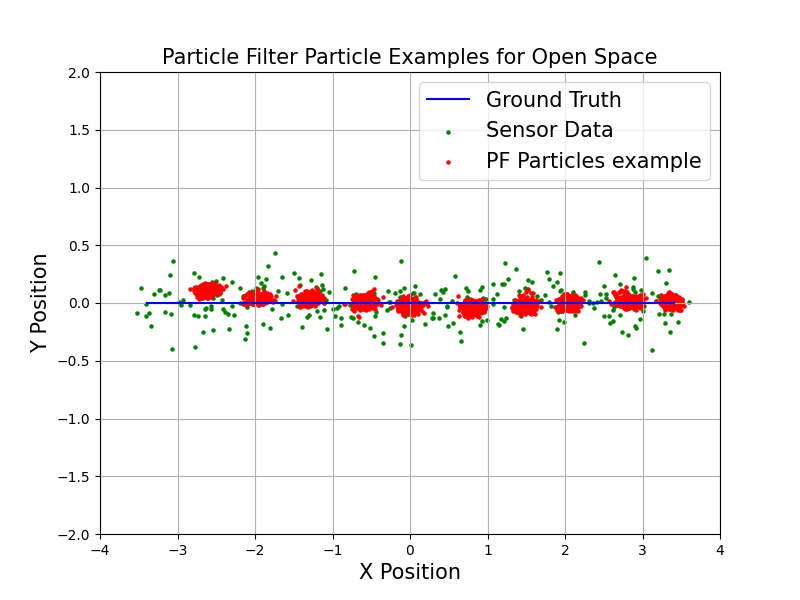 Particle Filter Particle Examples for Open Space
Ground Truth
Sensor Data
PF Particles example
2.0
1.5
1.0
0.5
0.0
−0.5
−1.0
−1.5
−2.0
Y Position
−4 −3 −2 −1 0 1 2 3 4
X Position